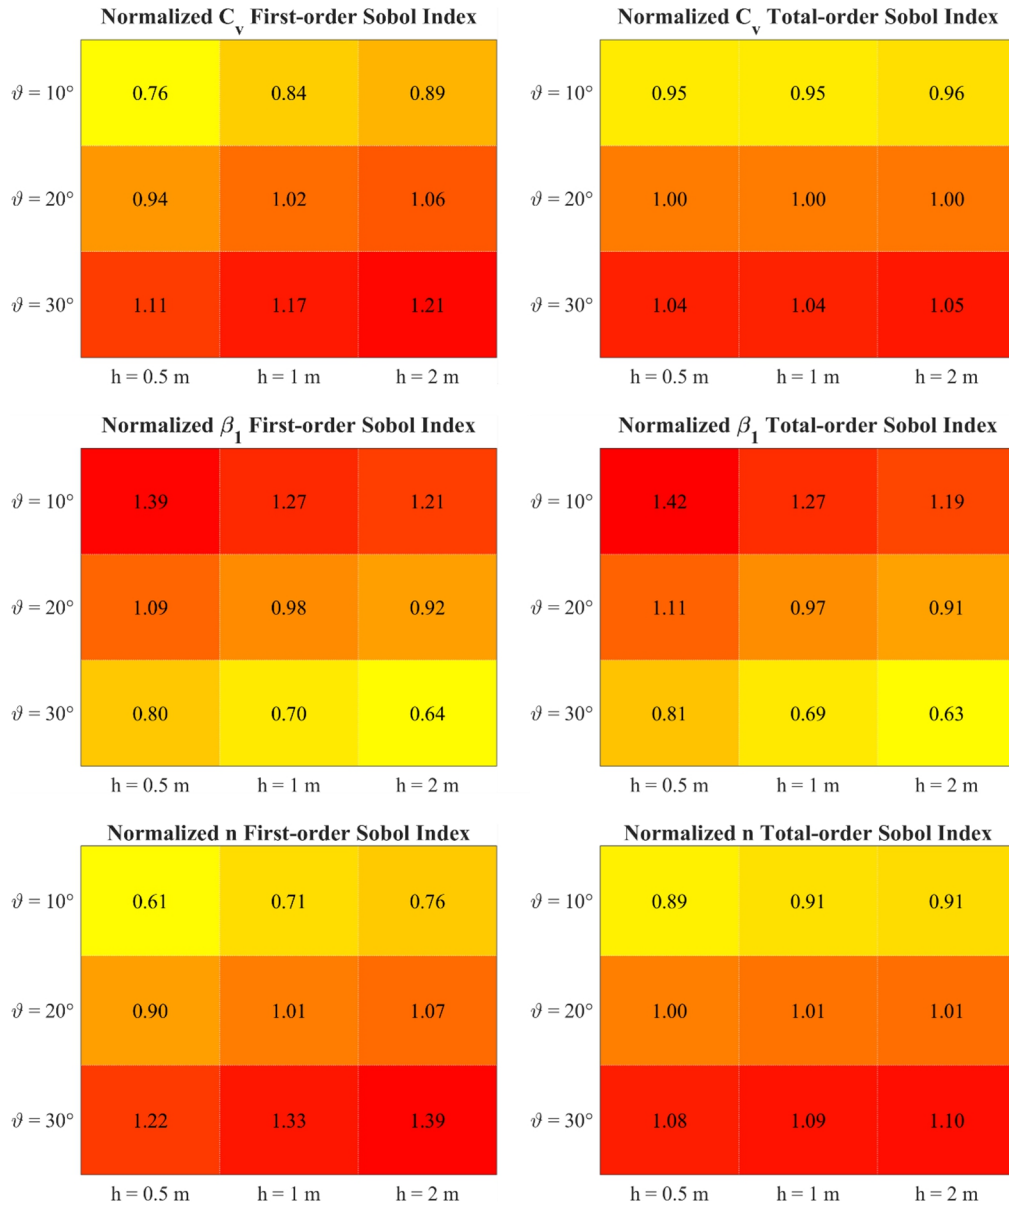 Normalized C_v First-order Sobol Index
ϑ = 10° 0.76 0.84 0.89
ϑ = 20° 0.94 1.02 1.06
ϑ = 30° 1.11 1.17 1.21
h = 0.5 m h = 1 m h = 2 m
Normalized C_v Total-order Sobol Index
ϑ = 10° 0.95 0.95 0.96
ϑ = 20° 1.00 1.00 1.00
ϑ = 30° 1.04 1.04 1.05
h = 0.5 m h = 1 m h = 2 m
Normalized β_1 First-order Sobol Index
ϑ = 10° 1.39 1.27 1.21
ϑ = 20° 1.09 0.98 0.92
ϑ = 30° 0.80 0.70 0.64
h = 0.5 m h = 1 m h = 2 m
Normalized β_1 Total-order Sobol Index
ϑ = 10° 1.42 1.27 1.19
ϑ = 20° 1.11 0.97 0.91
ϑ = 30° 0.81 0.69 0.63
h = 0.5 m h = 1 m h = 2 m
Normalized n First-order Sobol Index
ϑ = 10° 0.61 0.71 0.76
ϑ = 20° 0.90 1.01 1.07
ϑ = 30° 1.22 1.33 1.39
h = 0.5 m h = 1 m h = 2 m
Normalized n Total-order Sobol Index
ϑ = 10° 0.89 0.91 0.91
ϑ = 20° 1.00 1.01 1.01
ϑ = 30° 1.08 1.09 1.10
h = 0.5 m h = 1 m h = 2 m